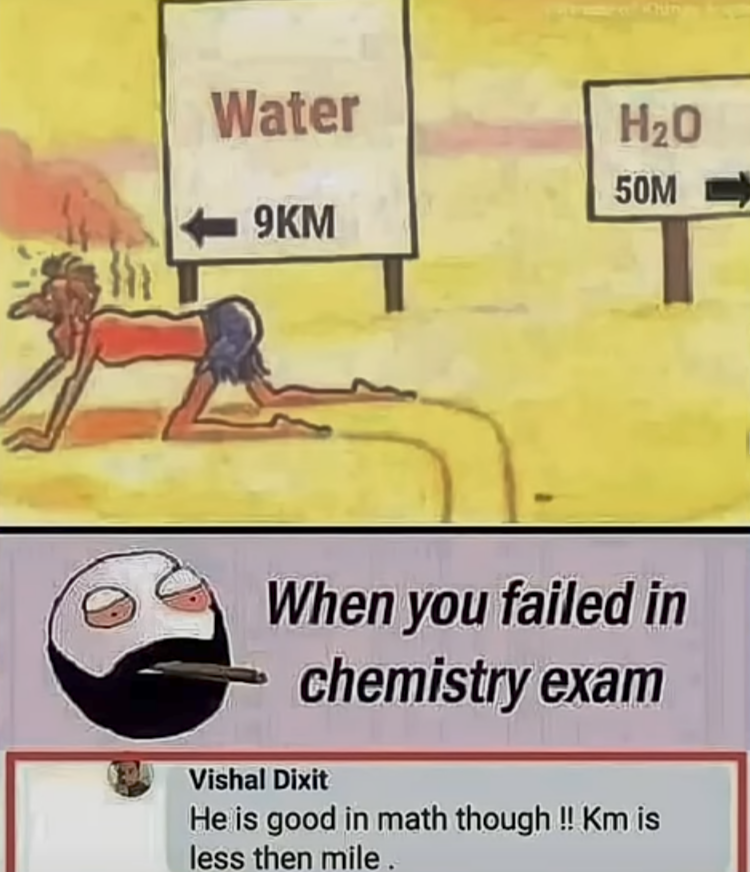 Water
← 9KM
H₂O
50M →
When you failed in
chemistry exam
Vishal Dixit
He is good in math though !! Km is
less then mile .